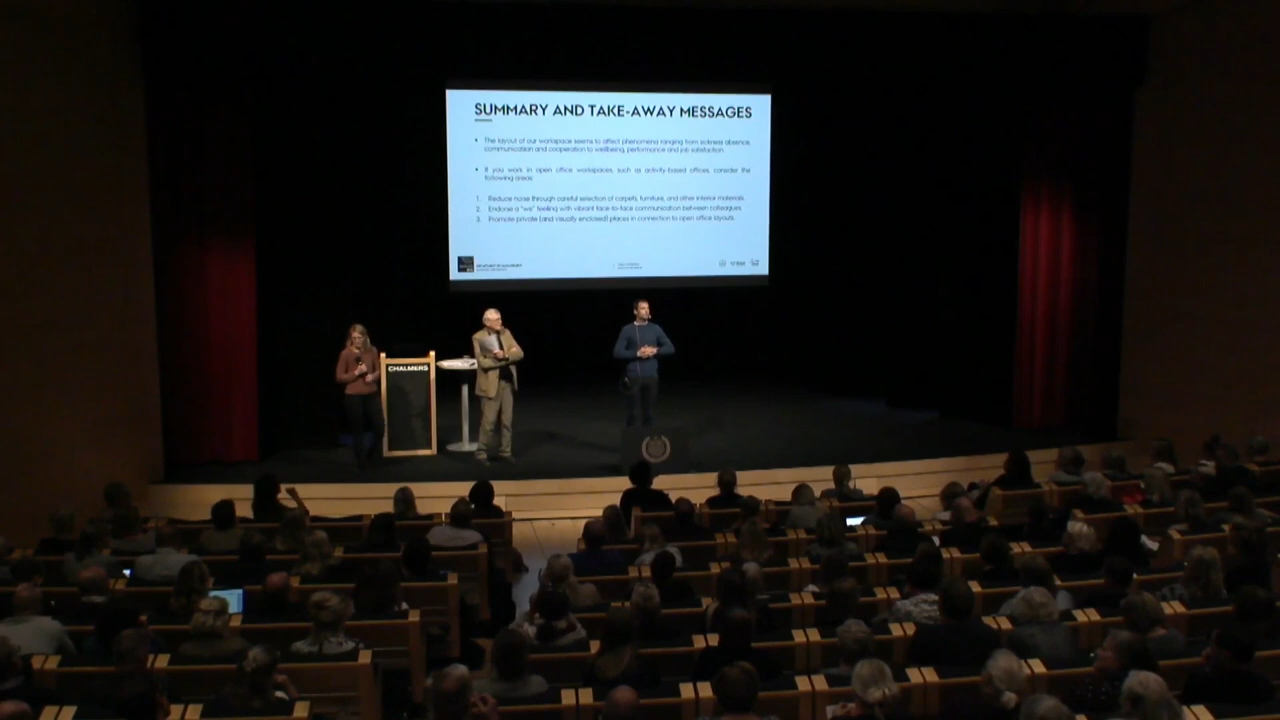 SUMMARY AND TAKE-AWAY MESSAGES
• The layout of our workspace seems to affect phenomena ranging from sickness absence,
communication and cooperation to wellbeing, performance and job satisfaction.
• If you work in open office workspaces, such as activity-based offices, consider the
following areas:
1. Reduce noise through careful selection of carpets, furniture, and other interior materials.
2. Endorse a "we" feeling with vibrant face-to-face communication between colleagues.
3. Promote private (and visually enclosed) places in connection to open office layouts.
CHALMERS